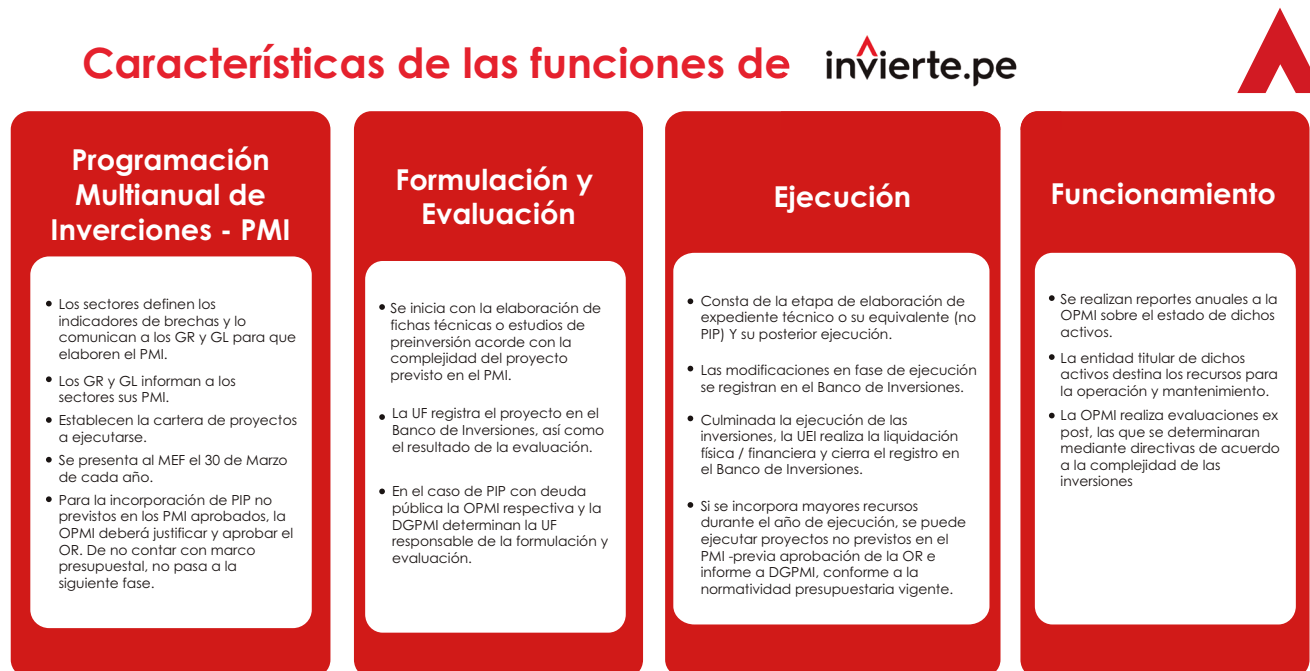 Características de las funciones de invierte.pe
Programación
Multianual de
Inverciones - PMI
• Los sectores definen los
indicadores de brechas y lo
comunican a los GR y GL para que
elaboren el PMI.
• Los GR y GL informan a los
sectores sus PMI.
• Establecen la cartera de proyectos
a ejecutarse.
• Se presenta al MEF el 30 de Marzo
de cada año.
• Para la incorporación de PIP no
previstos en los PMI aprobados, la
OPMI deberá justificar y aprobar el
OR. De no contar con marco
presupuestal, no pasa a la
siguiente fase.
Formulación y
Evaluación
• Se inicia con la elaboración de
fichas técnicas o estudios de
preinversión acorde con la
complejidad del proyecto
previsto en el PMI.
• La UF registra el proyecto en el
Banco de Inversiones, así como
el resultado de la evaluación.
• En el caso de PIP con deuda
pública la OPMI respectiva y la
DGPMI determinan la UF
responsable de la formulación y
evaluación.
Ejecución
• Consta de la etapa de elaboración de
expediente técnico o su equivalente (no
PIP) Y su posterior ejecución.
• Las modificaciones en fase de ejecución
se registran en el Banco de Inversiones.
• Culminada la ejecución de las
inversiones, la UEI realiza la liquidación
física / financiera y cierra el registro en
el Banco de Inversiones.
• Si se incorpora mayores recursos
durante el año de ejecución, se puede
ejecutar proyectos no previstos en el
PMI -previa aprobación de la OR e
informe a DGPMI, conforme a la
normatividad presupuestaria vigente.
Funcionamiento
• Se realizan reportes anuales a la
OPMI sobre el estado de dichos
activos.
• La entidad titular de dichos
activos destina los recursos para
la operación y mantenimiento.
• La OPMI realiza evaluaciones ex
post, las que se determinaran
mediante directivas de acuerdo
a la complejidad de las
inversiones